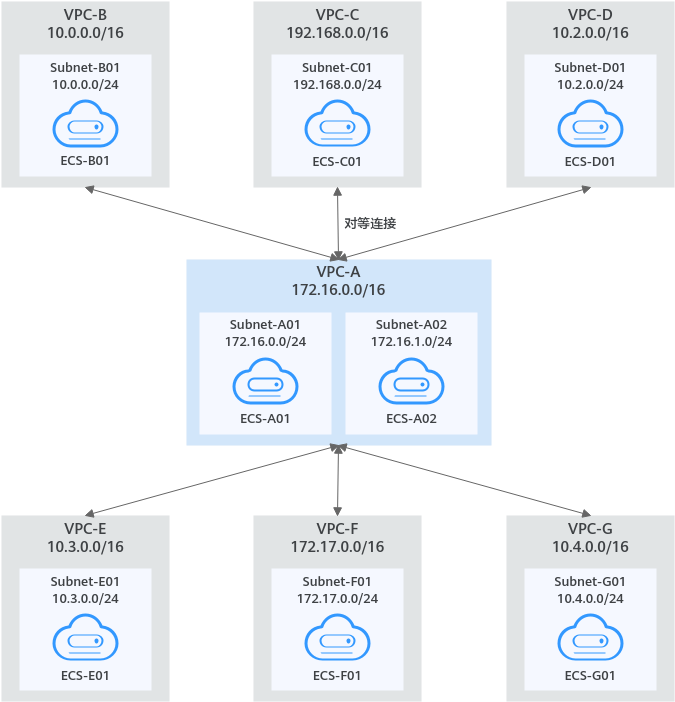 VPC-B
10.0.0.0/16
Subnet-B01
10.0.0.0/24
ECS-B01
VPC-C
192.168.0.0/16
Subnet-C01
192.168.0.0/24
ECS-C01
VPC-D
10.2.0.0/16
Subnet-D01
10.2.0.0/24
ECS-D01
对等连接
VPC-A
172.16.0.0/16
Subnet-A01
172.16.0.0/24
ECS-A01
Subnet-A02
172.16.1.0/24
ECS-A02
VPC-E
10.3.0.0/16
Subnet-E01
10.3.0.0/24
ECS-E01
VPC-F
172.17.0.0/16
Subnet-F01
172.17.0.0/24
ECS-F01
VPC-G
10.4.0.0/16
Subnet-G01
10.4.0.0/24
ECS-G01